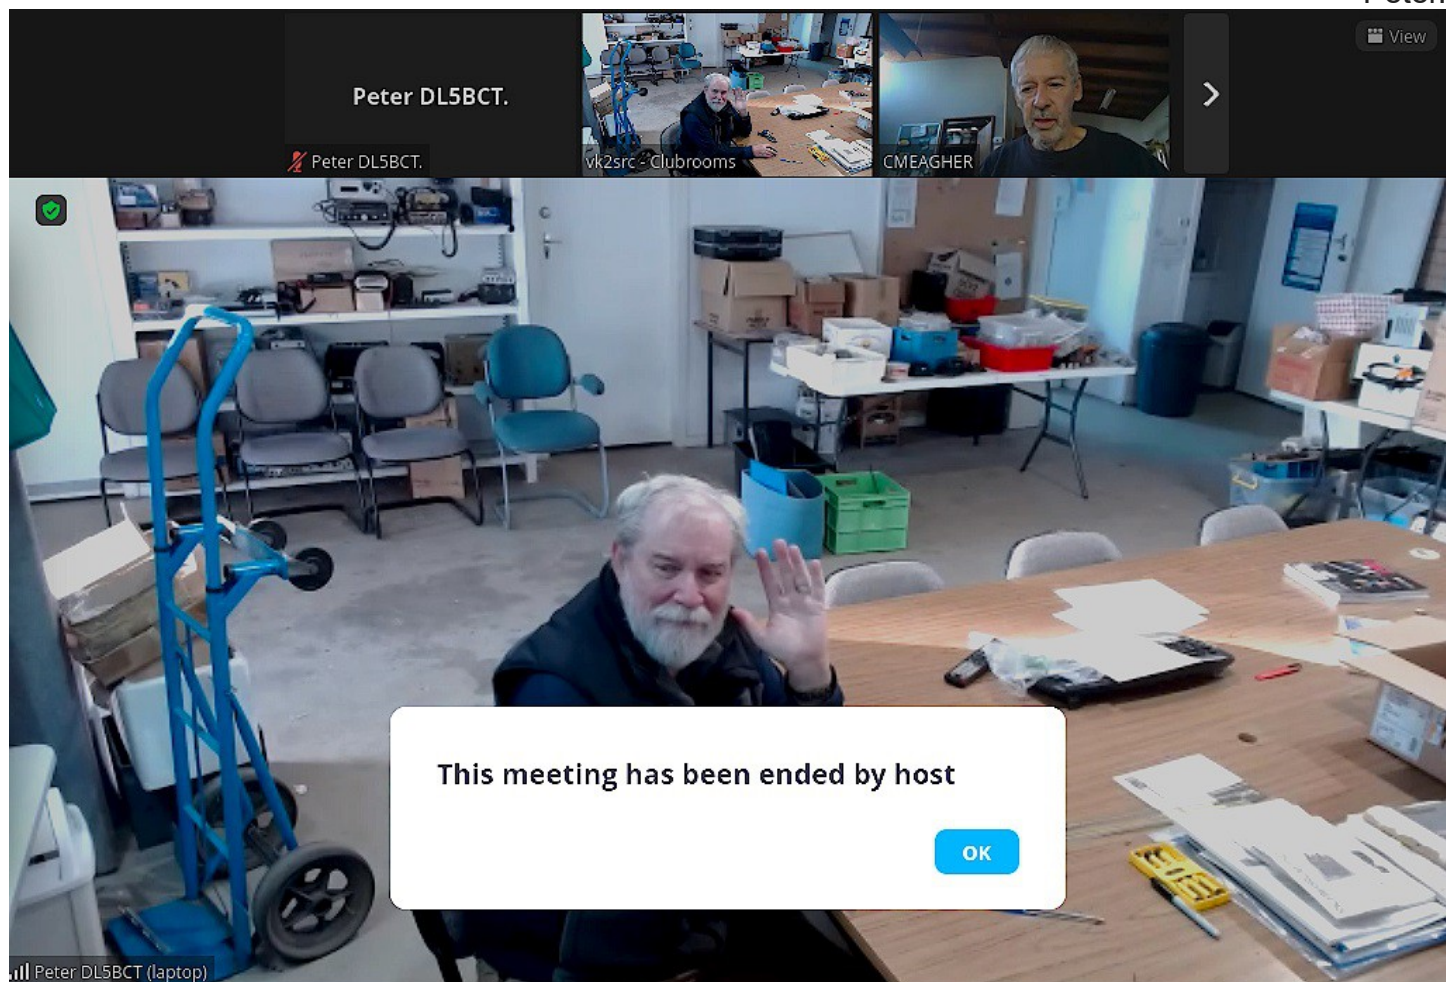 Peter DL5BCT.
View
Peter DL5BCT.
vk2src - Clubrooms
CMEAGHER
This meeting has been ended by host
OK
Peter DL5BCT (laptop)